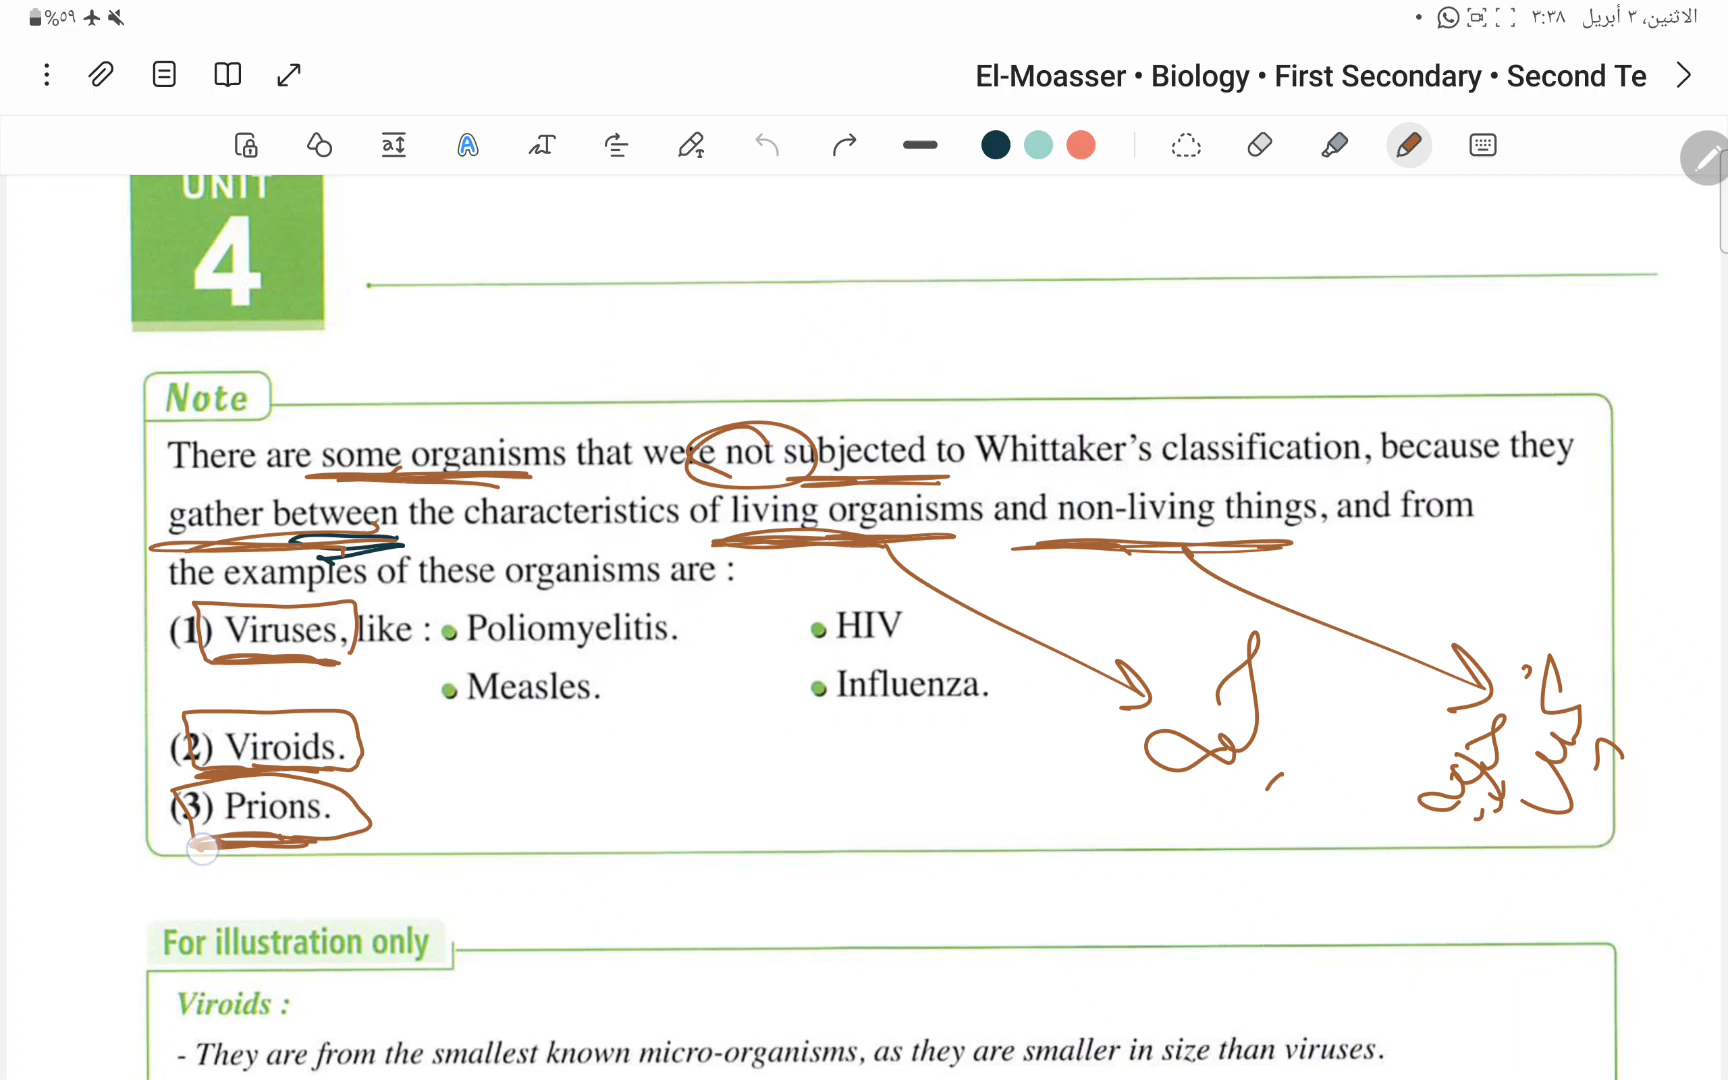 %٥٩
الاثنين، ٣ أبريل ٣:٣٨
El-Moasser • Biology • First Secondary • Second Te
UNIT
4
Note
There are some organisms that were not subjected to Whittaker's classification, because they
gather between the characteristics of living organisms and non-living things, and from
the examples of these organisms are :
(1) Viruses, like : • Poliomyelitis. • HIV
• Measles. • Influenza.
(2) Viroids.
(3) Prions.
For illustration only
Viroids :
- They are from the smallest known micro-organisms, as they are smaller in size than viruses.